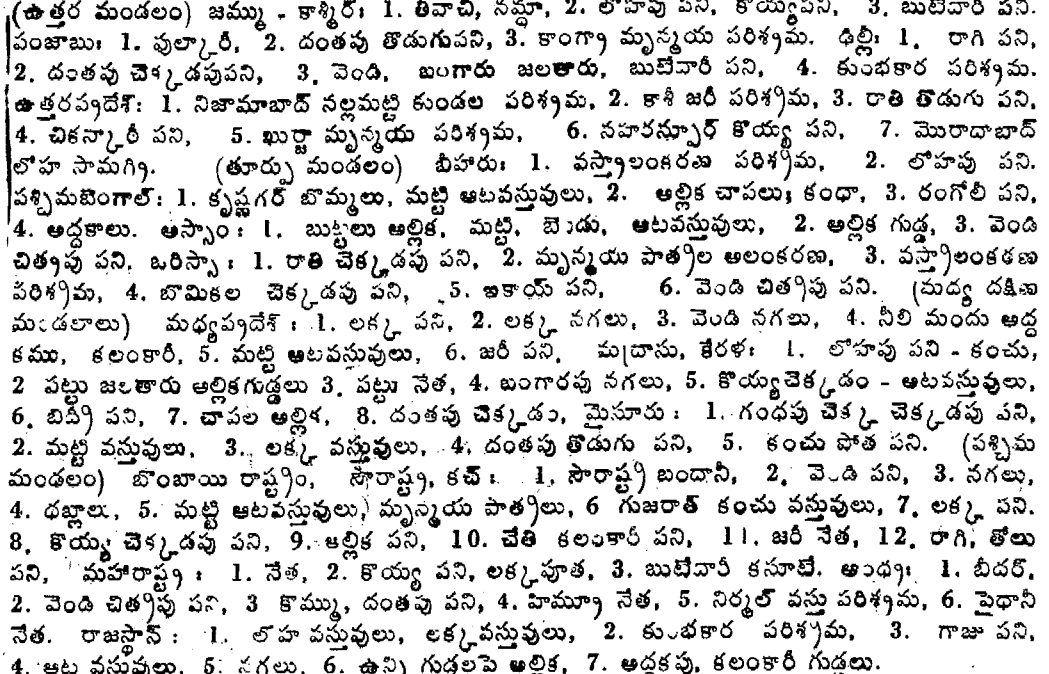 (ఉత్తర మండలం) జమ్ము - కాశ్మీర్: 1. తివాచి, నమ్దా, 2. లోహపు పని, కొయ్యపని, 3. బుటేదారీ పని.
పంజాబు: 1. ఫుల్కారీ, 2. దంతపు తొడుగుపని, 3. కాంగ్రా మృన్మయ పరిశ్రమ. ఢిల్లీ: 1. రాగి పని,
2. దంతపు చెక్కడపుపని, 3. వెండి, బంగారు జలతారు, బుటేదారీ పని, 4. కుంభకార పరిశ్రమ.
ఉత్తరప్రదేశ్: 1. నిజామాబాద్ నల్లమట్టి కుండల పరిశ్రమ, 2. కాశీ జరీ పరిశ్రమ, 3. రాతి తొడుగు పని,
4. చికన్కారీ పని, 5. ఖుర్జా మృన్మయ పరిశ్రమ, 6. సహరన్పూర్ కొయ్య పని, 7. మొరాదాబాద్
లోహ సామగ్రి. (తూర్పు మండలం) బీహారు: 1. వస్త్రాలంకరణ పరిశ్రమ, 2. లోహపు పని.
పశ్చిమబెంగాల్: 1. కృష్ణగర్ బొమ్మలు, మట్టి ఆటవస్తువులు, 2. అల్లిక చాపలు; కంథా, 3. రంగోలీ పని,
4. అద్దకాలు. అస్సాం: 1. బుట్టలు అల్లిక, మట్టి, బెండు, ఆటవస్తువులు, 2. అల్లిక గుడ్డ, 3. వెండి
చిత్రపు పని, ఒరిస్సా: 1. రాతి చెక్కడపు పని, 2. మృన్మయ పాత్రల అలంకరణ, 3. వస్త్రాలంకరణ
పరిశ్రమ, 4. బొమికల చెక్కడపు పని, 5. ఇకాయ్ పని, 6. వెండి చిత్రపు పని. (మధ్య దక్షిణ
మండలాలు) మధ్యప్రదేశ్: 1. లక్క పని, 2. లక్క నగలు, 3. వెండి నగలు, 4. నీలి మందు అద్ద
కము, కలంకారీ, 5. మట్టి ఆటవస్తువులు, 6. జరీ పని, మద్రాసు, కేరళ: 1. లోహపు పని - కంచు,
2 పట్టు జలతారు అల్లికగుడ్డలు 3. పట్టు నేత, 4. బంగారపు నగలు, 5. కొయ్యచెక్కడం - ఆటవస్తువులు,
6. బిద్రీ పని, 7. చాపల అల్లిక, 8. దంతపు చెక్కడం, మైసూరు: 1. గంధపు చెక్క చెక్కడపు పని,
2. మట్టి వస్తువులు, 3. లక్క వస్తువులు, 4. దంతపు తొడుగు పని, 5. కంచు పోత పని. (పశ్చిమ
మండలం) బొంబాయి రాష్ట్రం, సౌరాష్ట్ర, కచ్: 1. సౌరాష్ట్ర బందానీ, 2. వెండి పని, 3. నగలు,
4. థబ్లాలు, 5. మట్టి ఆటవస్తువులు, మృన్మయ పాత్రలు, 6 గుజరాత్ కంచు వస్తువులు, 7. లక్క పని.
8. కొయ్య చెక్కడపు పని, 9. అల్లిక పని, 10. చేతి కలంకారీ పని, 11. జరీ నేత, 12. రాగి, తోలు
పని, మహారాష్ట్ర: 1. నేత, 2. కొయ్య పని, లక్కపూత, 3. బుటేదారీ కసూటే. ఆంధ్ర: 1. బీదర్,
2. వెండి చిత్రపు పని, 3 కొమ్ము, దంతపు పని, 4. హిమ్రూ నేత, 5. నిర్మల్ వస్తు పరిశ్రమ, 6. పైథానీ
నేత. రాజస్థాన్: 1. లోహ వస్తువులు, లక్కవస్తువులు, 2. కుంభకార పరిశ్రమ, 3. గాజు పని,
4. ఆట వస్తువులు, 5. నగలు, 6. ఉన్ని గుడ్డలపై అల్లిక, 7. అద్దకపు, కలంకారీ గుడ్డలు.